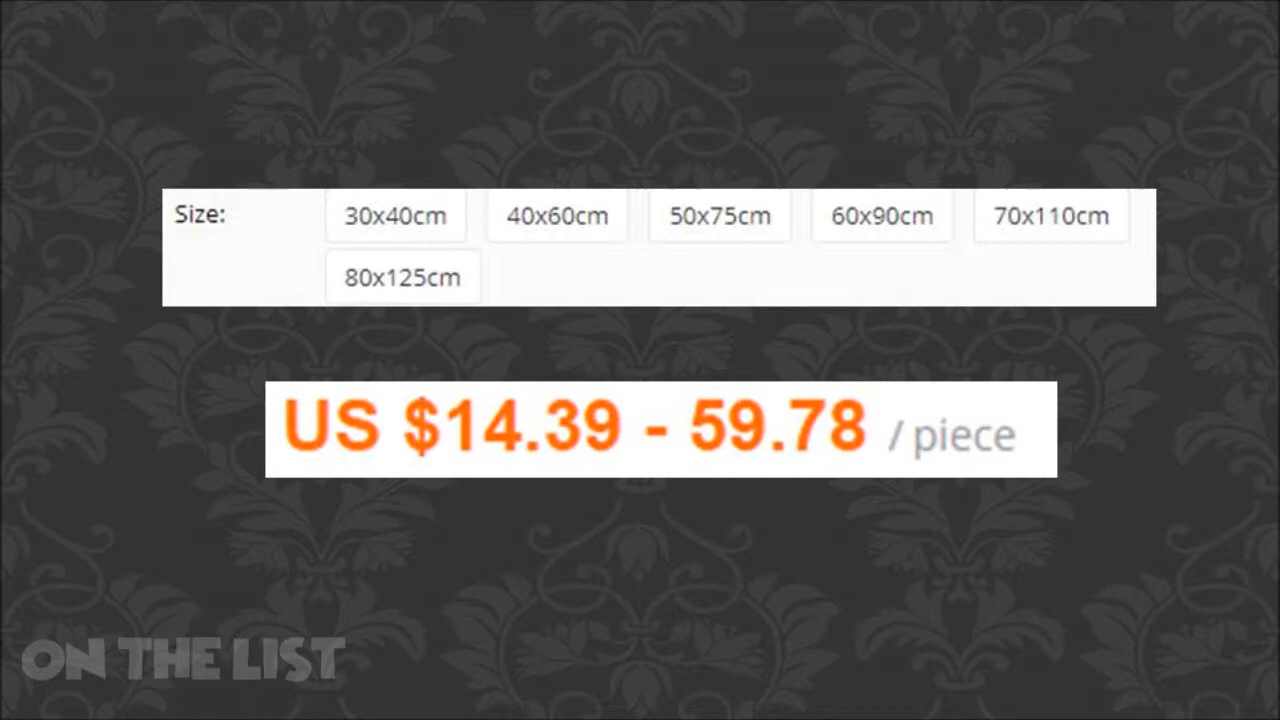 Size: 30x40cm 40x60cm 50x75cm 60x90cm 70x110cm
80x125cm
US $14.39 - 59.78 / piece
ON THE LIST